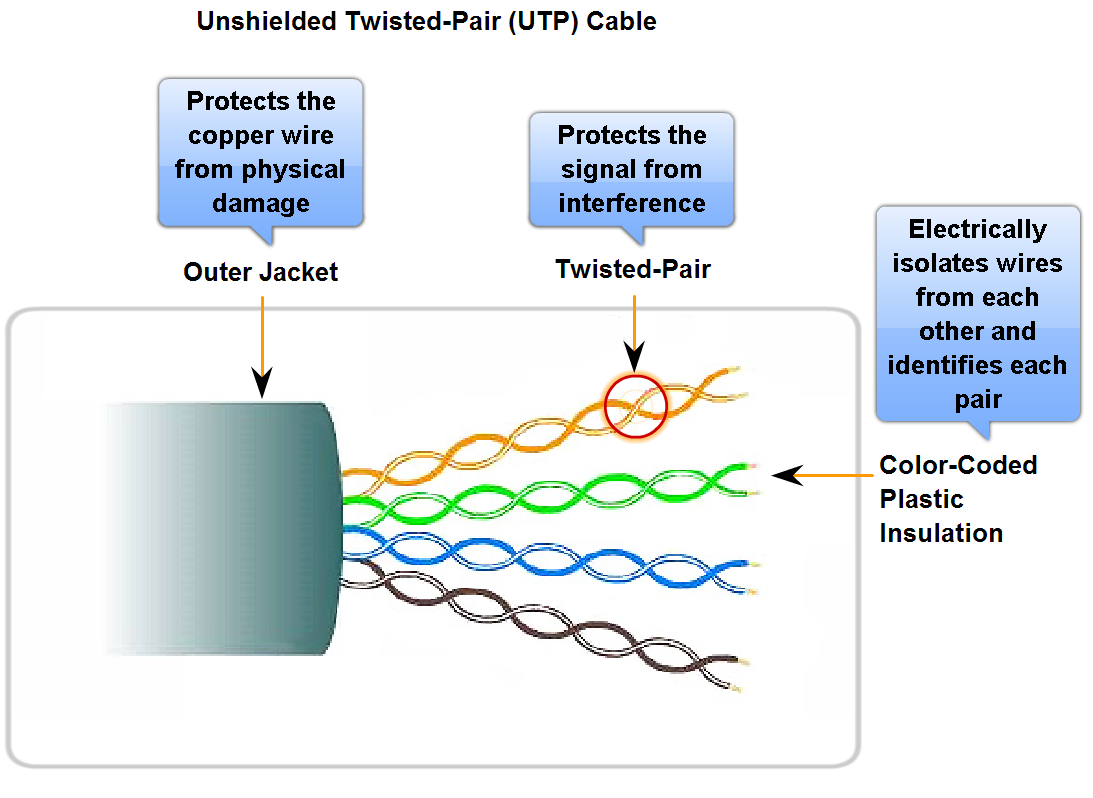 Unshielded Twisted-Pair (UTP) Cable
Protects the
copper wire
from physical
damage
Outer Jacket
Protects the
signal from
interference
Twisted-Pair
Electrically
isolates wires
from each
other and
identifies each
pair
Color-Coded
Plastic
Insulation